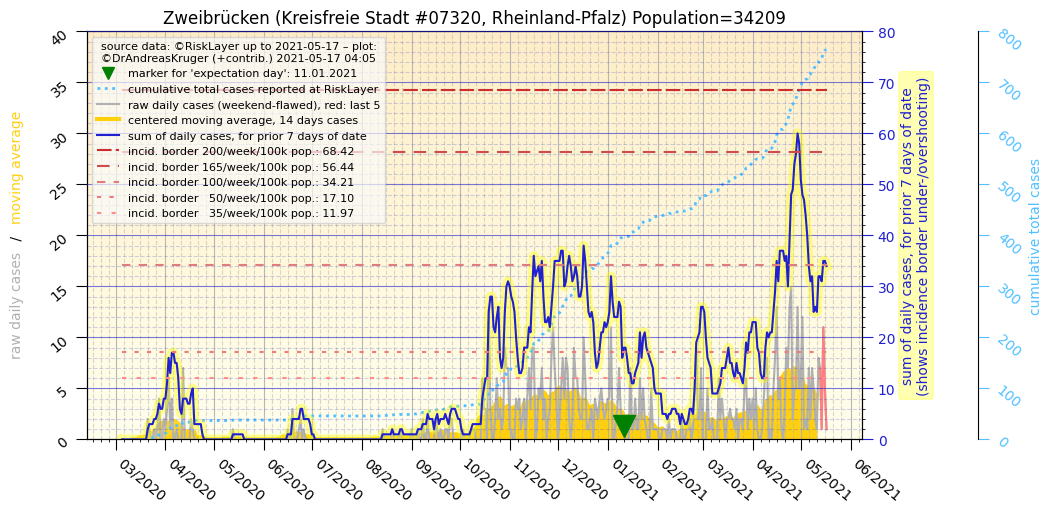 Zweibrücken (Kreisfreie Stadt #07320, Rheinland-Pfalz) Population=34209
source data: ©RiskLayer up to 2021-05-17 – plot:
©DrAndreasKruger (+contrib.) 2021-05-17 04:05
marker for 'expectation day': 11.01.2021
cumulative total cases reported at RiskLayer
raw daily cases (weekend-flawed), red: last 5
centered moving average, 14 days cases
sum of daily cases, for prior 7 days of date
incid. border 200/week/100k pop.: 68.42
incid. border 165/week/100k pop.: 56.44
incid. border 100/week/100k pop.: 34.21
incid. border 50/week/100k pop.: 17.10
incid. border 35/week/100k pop.: 11.97
raw daily cases / moving average
0
5
10
15
20
25
30
35
40
03/2020
04/2020
05/2020
06/2020
07/2020
08/2020
09/2020
10/2020
11/2020
12/2020
01/2021
02/2021
03/2021
04/2021
05/2021
06/2021
0
10
20
30
40
50
60
70
80
sum of daily cases, for prior 7 days of date
(shows incidence border under-/overshooting)
0
100
200
300
400
500
600
700
800
cumulative total cases